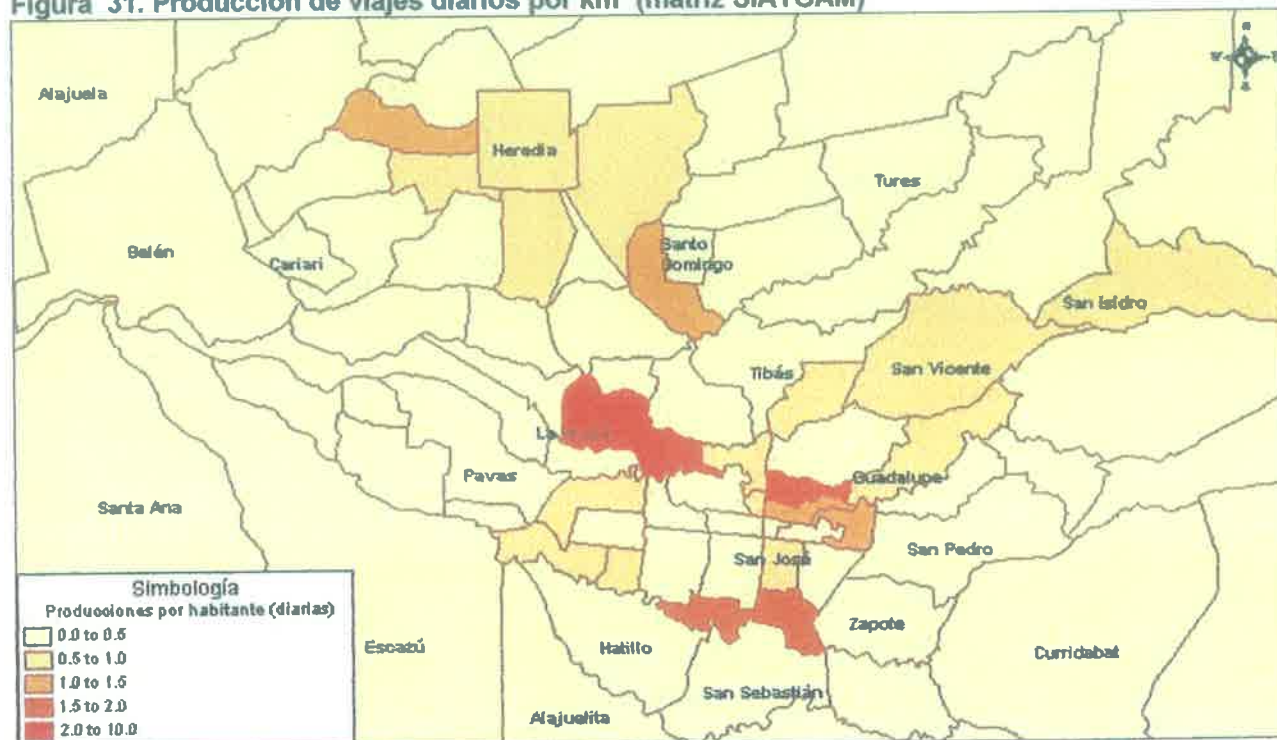 Figura 31. Producción de viajes diarios por km² (matriz SIATGAM)
N
W
E
S
Alajuela
Heredia
Tures
Belén
Cariari
Santo
Domingo
San Isidro
Tibás
San Vicente
Pavas
Guadalupe
Santa Ana
San Pedro
San José
Simbología
Producciones por habitante (diarias)
0.0 to 0.5
0.5 to 1.0
1.0 to 1.5
1.5 to 2.0
2.0 to 10.0
Escazú
Hatillo
Zapote
Curridabat
San Sebastián
Alajuelita